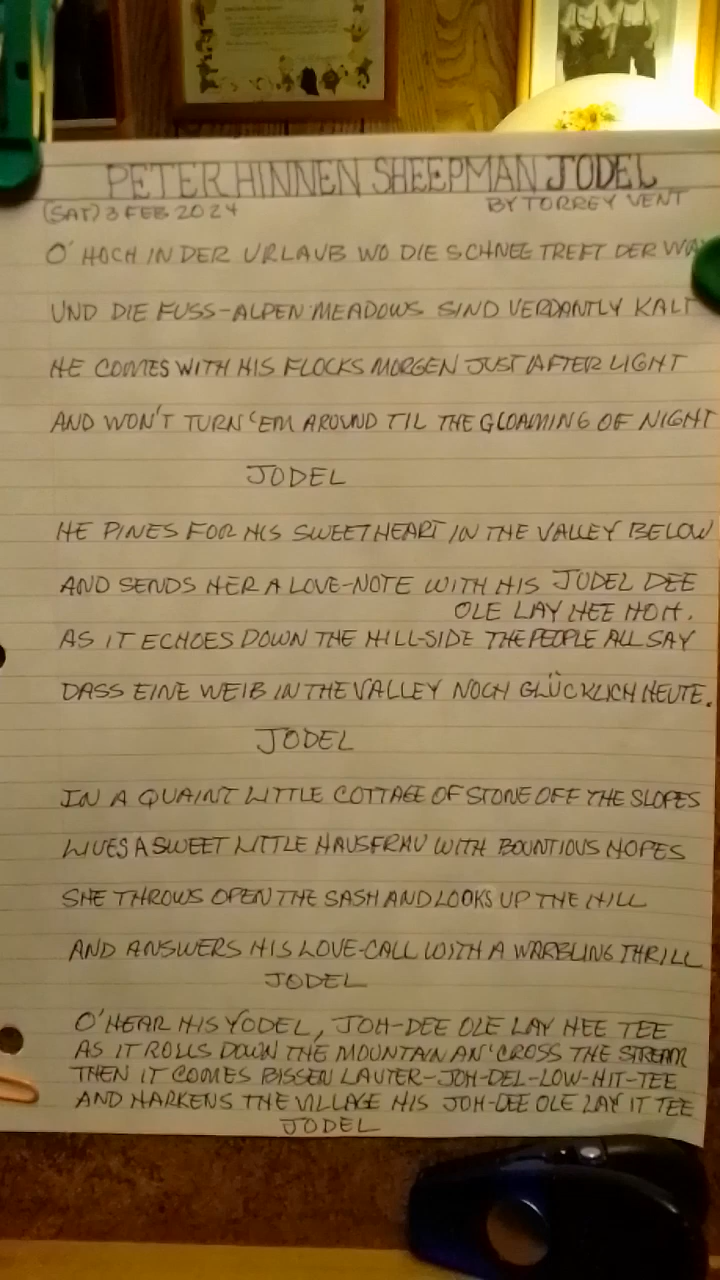 PETER HINNEN SHEEPMAN JODEL
(SAT) 3 FEB 2024 BY TORREY VENT
O' HOCH IN DER URLAUB WO DIE SCHNEE TREFT DER
UND DIE FUSS-ALPEN MEADOWS SIND VERDANTLY KALT
HE COMES WITH HIS FLOCKS MORGEN JUST AFTER LIGHT
AND WON'T TURN 'EM AROUND TIL THE GLOAMING OF NIGHT
JODEL
HE PINES FOR HIS SWEETHEART IN THE VALLEY BELOW
AND SENDS HER A LOVE-NOTE WITH HIS JODEL DEE
OLE LAY HEE HOH.
AS IT ECHOES DOWN THE HILL-SIDE THE PEOPLE ALL SAY
DASS EINE WEIB IN THE VALLEY NOCH GLÜCKLICH HEUTE.
JODEL
IN A QUAINT LITTLE COTTAGE OF STONE OFF THE SLOPES
LIVES A SWEET LITTLE HAUSFRAU WITH BOUNTIOUS HOPES
SHE THROWS OPEN THE SASH AND LOOKS UP THE HILL
AND ANSWERS HIS LOVE-CALL WITH A WARBLING THRILL
JODEL
O' HEAR HIS YODEL, JOH-DEE OLE LAY HEE TEE
AS IT ROLLS DOWN THE MOUNTAIN AN' CROSS THE STREAM
THEN IT COMES BISSEN LAUTER-JOH-DEL-LOW-HIT-TEE
AND HARKENS THE VILLAGE HIS JOH-DEE OLE LAY IT TEE
JODEL